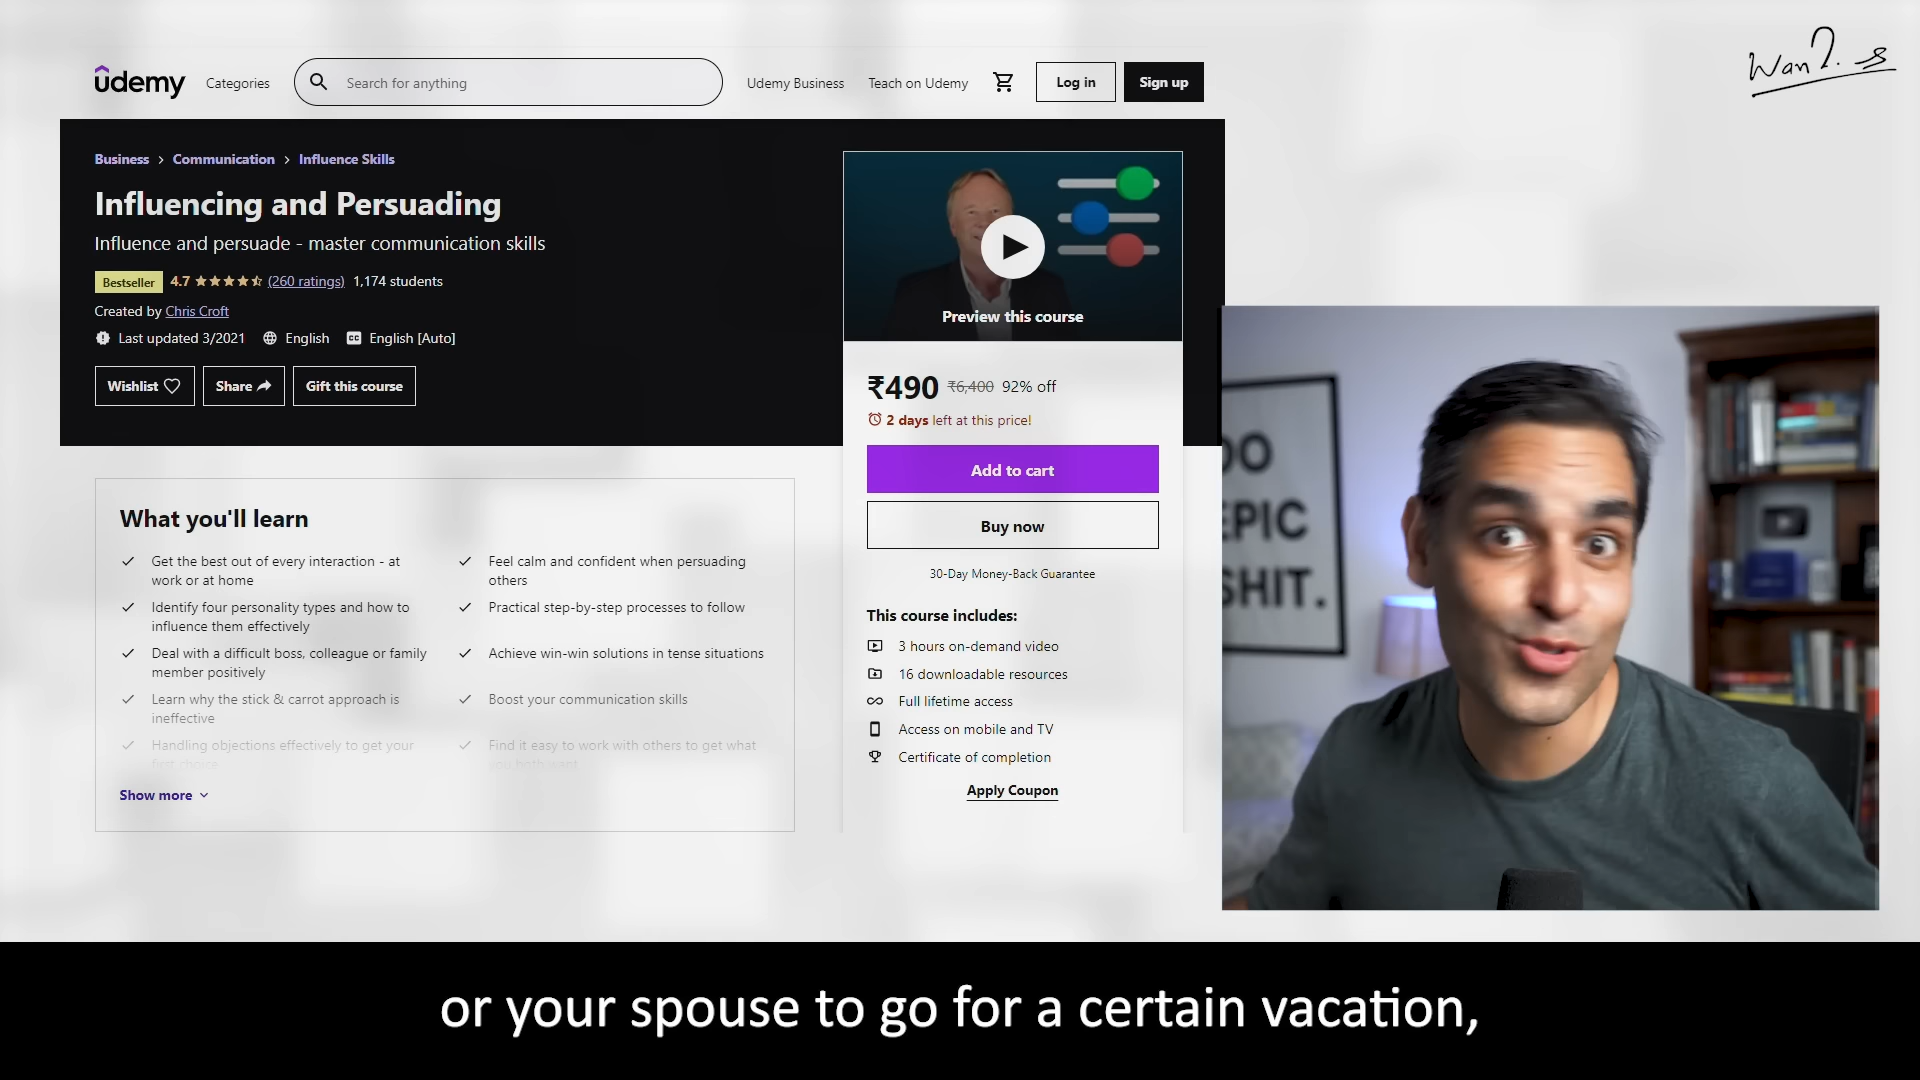 udemy
Categories
Search for anything
Udemy Business
Teach on Udemy
Log in
Sign up
Business > Communication > Influence Skills
Influencing and Persuading
Influence and persuade - master communication skills
Bestseller 4.7 (260 ratings) 1,174 students
Created by Chris Croft
Last updated 3/2021 English English [Auto]
Wishlist
Share
Gift this course
Preview this course
₹490 ₹6,400 92% off
2 days left at this price!
Add to cart
Buy now
30-Day Money-Back Guarantee
This course includes:
3 hours on-demand video
16 downloadable resources
Full lifetime access
Access on mobile and TV
Certificate of completion
Apply Coupon
What you'll learn
Get the best out of every interaction - at
work or at home
Identify four personality types and how to
influence them effectively
Deal with a difficult boss, colleague or family
member positively
Learn why the stick & carrot approach is
ineffective
Handling objections effectively to get your
first choice
Feel calm and confident when persuading
others
Practical step-by-step processes to follow
Achieve win-win solutions in tense situations
Boost your communication skills
Find it easy to work with others to get what
you both want
Show more
DO
EPIC
SHIT.
or your spouse to go for a certain vacation,